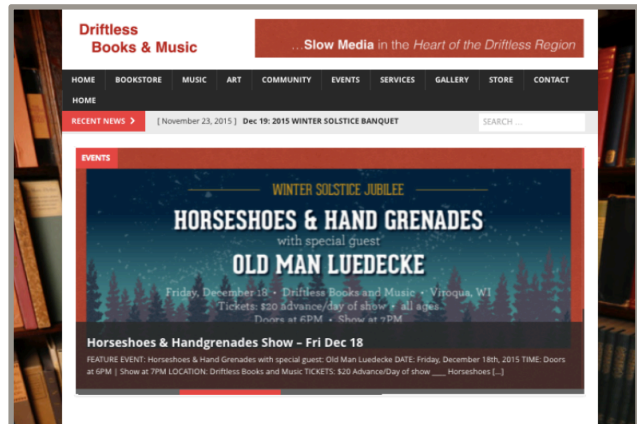 Driftless
Books & Music
...Slow Media in the Heart of the Driftless Region
HOME BOOKSTORE MUSIC ART COMMUNITY EVENTS SERVICES GALLERY STORE CONTACT
HOME
RECENT NEWS [ November 23, 2015 ] Dec 19: 2015 WINTER SOLSTICE BANQUET SEARCH ...
EVENTS
WINTER SOLSTICE JUBILEE
HORSESHOES & HAND GRENADES
with special guest
OLD MAN LUEDECKE
Friday, December 18 • Driftless Books and Music • Viroqua, WI
Tickets: $20 advance/day of show • all ages
Doors at 6PM • Show at 7PM
Horseshoes & Handgrenades Show – Fri Dec 18
FEATURE EVENT: Horseshoes & Hand Grenades with special guest: Old Man Luedecke DATE: Friday, December 18th, 2015 TIME: Doors
at 6PM | Show at 7PM LOCATION: Driftless Books and Music TICKETS: $20 Advance/Day of show ____ Horseshoes [...]